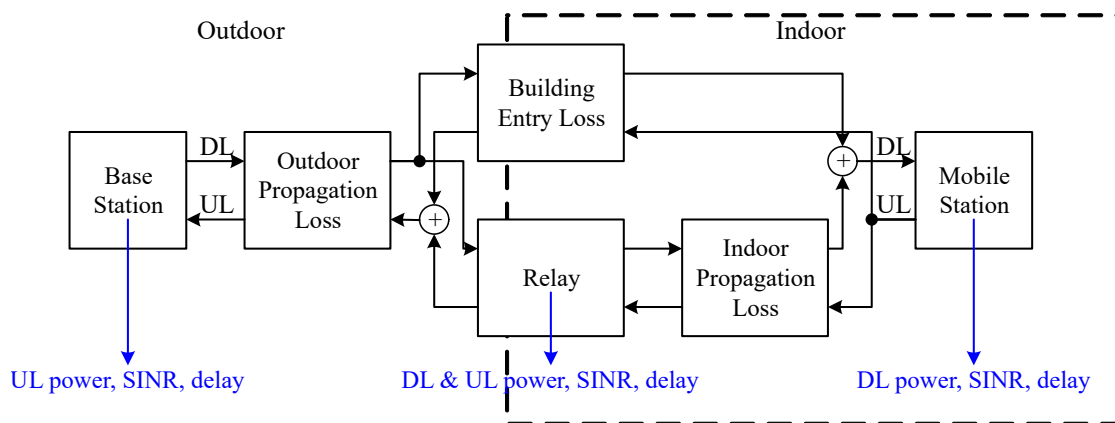 Outdoor
Indoor
Building
Entry Loss
Base
Station
DL
UL
Outdoor
Propagation
Loss
+
+
DL
UL
Mobile
Station
Relay
Indoor
Propagation
Loss
UL power, SINR, delay
DL & UL power, SINR, delay
DL power, SINR, delay